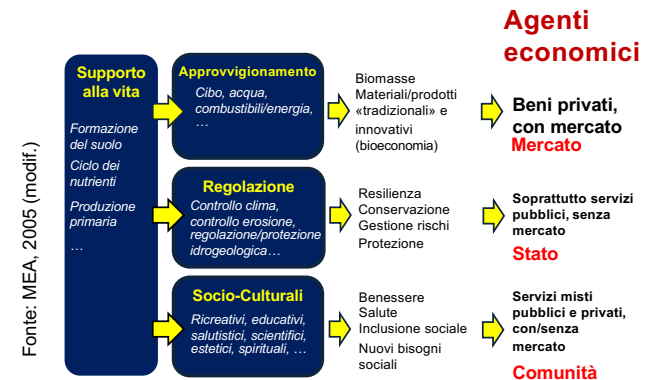 Agenti
economici
Fonte: MEA, 2005 (modif.)
Supporto
alla vita
Formazione
del suolo
Ciclo dei
nutrienti
Produzione
primaria
…
Approvvigionamento
Cibo, acqua,
combustibili/energia,
…
Biomasse
Materiali/prodotti
«tradizionali» e
innovativi
(bioeconomia)
Beni privati,
con mercato
Mercato
Regolazione
Controllo clima,
controllo erosione,
regolazione/protezione
idrogeologica…
Resilienza
Conservazione
Gestione rischi
Protezione
Soprattutto servizi
pubblici, senza
mercato
Stato
Socio-Culturali
Ricreativi, educativi,
salutistici, scientifici,
estetici, spirituali, …
Benessere
Salute
Inclusione sociale
Nuovi bisogni
sociali
Servizi misti
pubblici e privati,
con/senza
mercato
Comunità